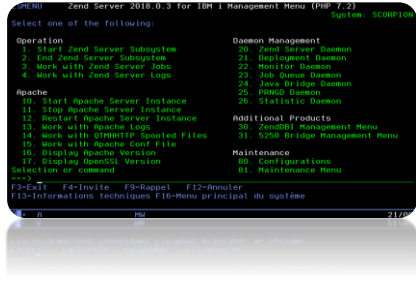 ZSMENU Zend Server 2018.0.3 for IBM i Management Menu (PHP 7.2)
System: SCORPION
Select one of the following:
Operation Daemon Management
1. Start Zend Server Subsystem 20. Zend Server Daemon
2. End Zend Server Subsystem 21. Deployment Daemon
3. Work with Zend Server Jobs 22. Monitor Daemon
4. Work with Zend Server Logs 23. Job Queue Daemon
24. Java Bridge Daemon
Apache 25. PRNGD Daemon
10. Start Apache Server Instance 26. Statistic Daemon
11. Stop Apache Server Instance
12. Restart Apache Server Instance Additional Products
13. Work with Apache Logs 30. ZendDBI Management Menu
14. Work with QTMHHTTP Spooled Files 31. 5250 Bridge Management Menu
15. Work with Apache Conf File
16. Display Apache Version Maintenance
17. Display OpenSSL Version 80. Configurations
Selection or command 81. Maintenance Menu
===>
F3=Exit F4=Invite F9=Rappel F12=Annuler
F13=Informations techniques F16=Menu principal du système
A MW 21/0